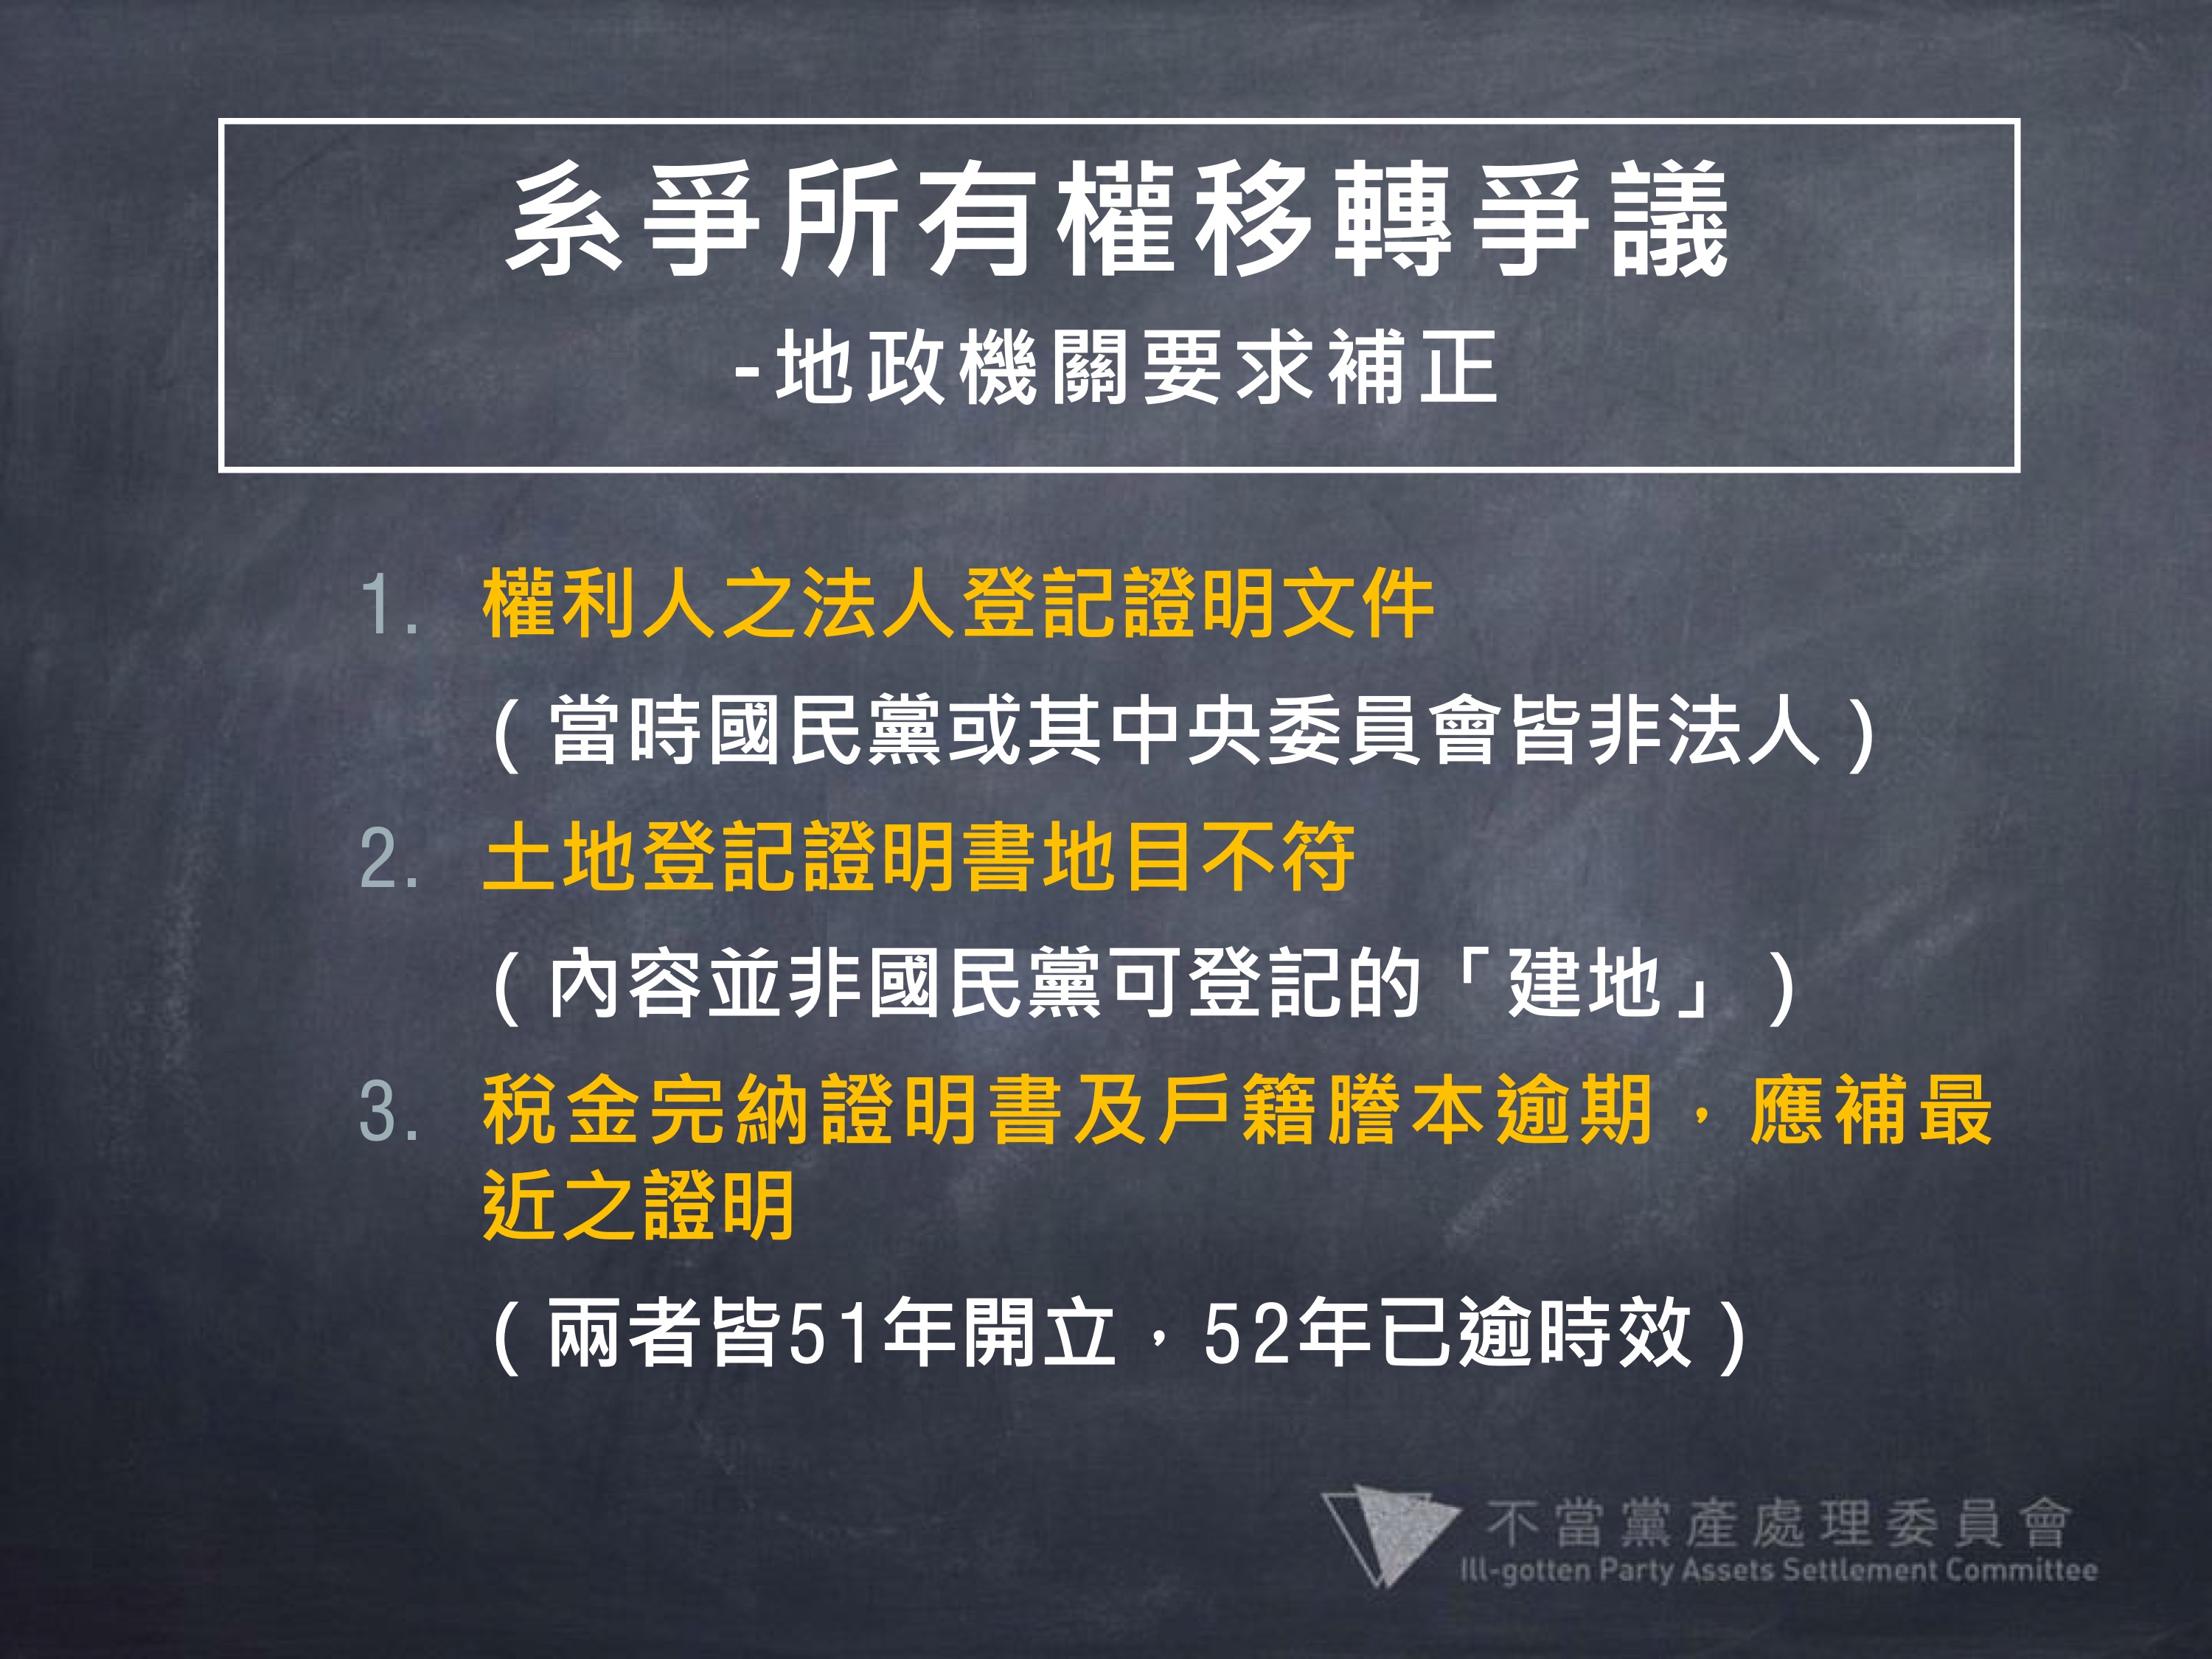 系爭所有權移轉爭議
-地政機關要求補正
1. 權利人之法人登記證明文件
(當時國民黨或其中央委員會皆非法人)
2. 土地登記證明書地目不符
(內容並非國民黨可登記的「建地」)
3. 稅金完納證明書及戶籍謄本逾期，應補最
近之證明
(兩者皆51年開立，52年已逾時效)
不當黨產處理委員會
Ill-gotten Party Assets Settlement Committee